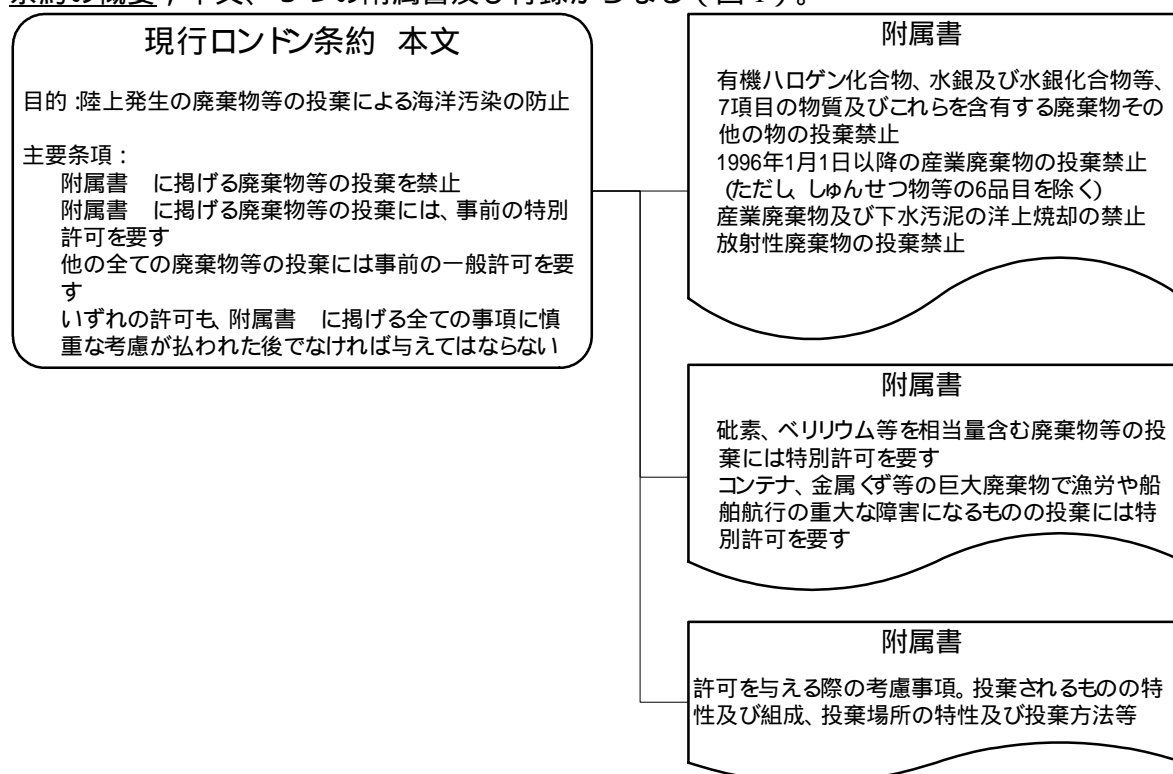 条約の概要；本文、３つの附属書及び付録からなる（図１）。
現行ロンドン条約 本文
目的：陸上発生の廃棄物等の投棄による海洋汚染の防止
主要条項：
附属書 に掲げる廃棄物等の投棄を禁止
附属書 に掲げる廃棄物等の投棄には、事前の特別
許可を要す
他の全ての廃棄物等の投棄には事前の一般許可を要
す
いずれの許可も、附属書 に掲げる全ての事項に慎
重な考慮が払われた後でなければ与えてはならない
附属書
有機ハロゲン化合物、水銀及び水銀化合物等、
7項目の物質及びこれらを含有する廃棄物その
他の物の投棄禁止
1996年1月1日以降の産業廃棄物の投棄禁止
(ただし、しゅんせつ物等の6品目を除く)
産業廃棄物及び下水汚泥の洋上焼却の禁止
放射性廃棄物の投棄禁止
附属書
砒素、ベリリウム等を相当量含む廃棄物等の投
棄には特別許可を要す
コンテナ、金属くず等の巨大廃棄物で漁労や船
舶航行の重大な障害になるものの投棄には特
別許可を要す
附属書
許可を与える際の考慮事項。投棄されるものの特
性及び組成、投棄場所の特性及び投棄方法等